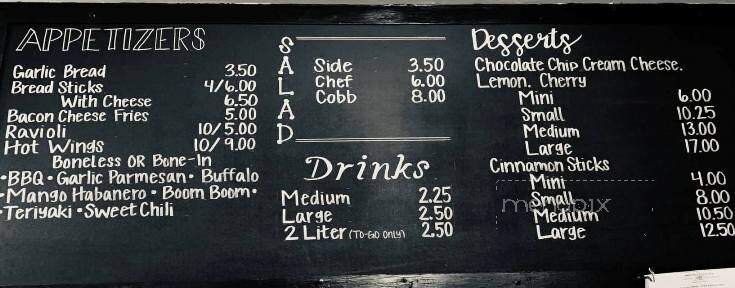 APPETIZERS
Garlic Bread 3.50
Bread Sticks 4/6.00
With Cheese 6.50
Bacon Cheese Fries 5.00
Ravioli 10/5.00
Hot Wings 10/9.00
Boneless OR Bone-In
•BBQ • Garlic Parmesan • Buffalo
•Mango Habanero • Boom Boom•
•Teriyaki •Sweet Chili
SALAD
Side 3.50
Chef 6.00
Cobb 8.00
Drinks
Medium 2.25
Large 2.50
2 Liter (TO-GO ONLY) 2.50
Desserts
Chocolate Chip Cream Cheese,
Lemon, Cherry
Mini 6.00
Small 10.25
Medium 13.00
Large 17.00
Cinnamon Sticks
Mini 4.00
Small 8.00
Medium 10.50
Large 12.50